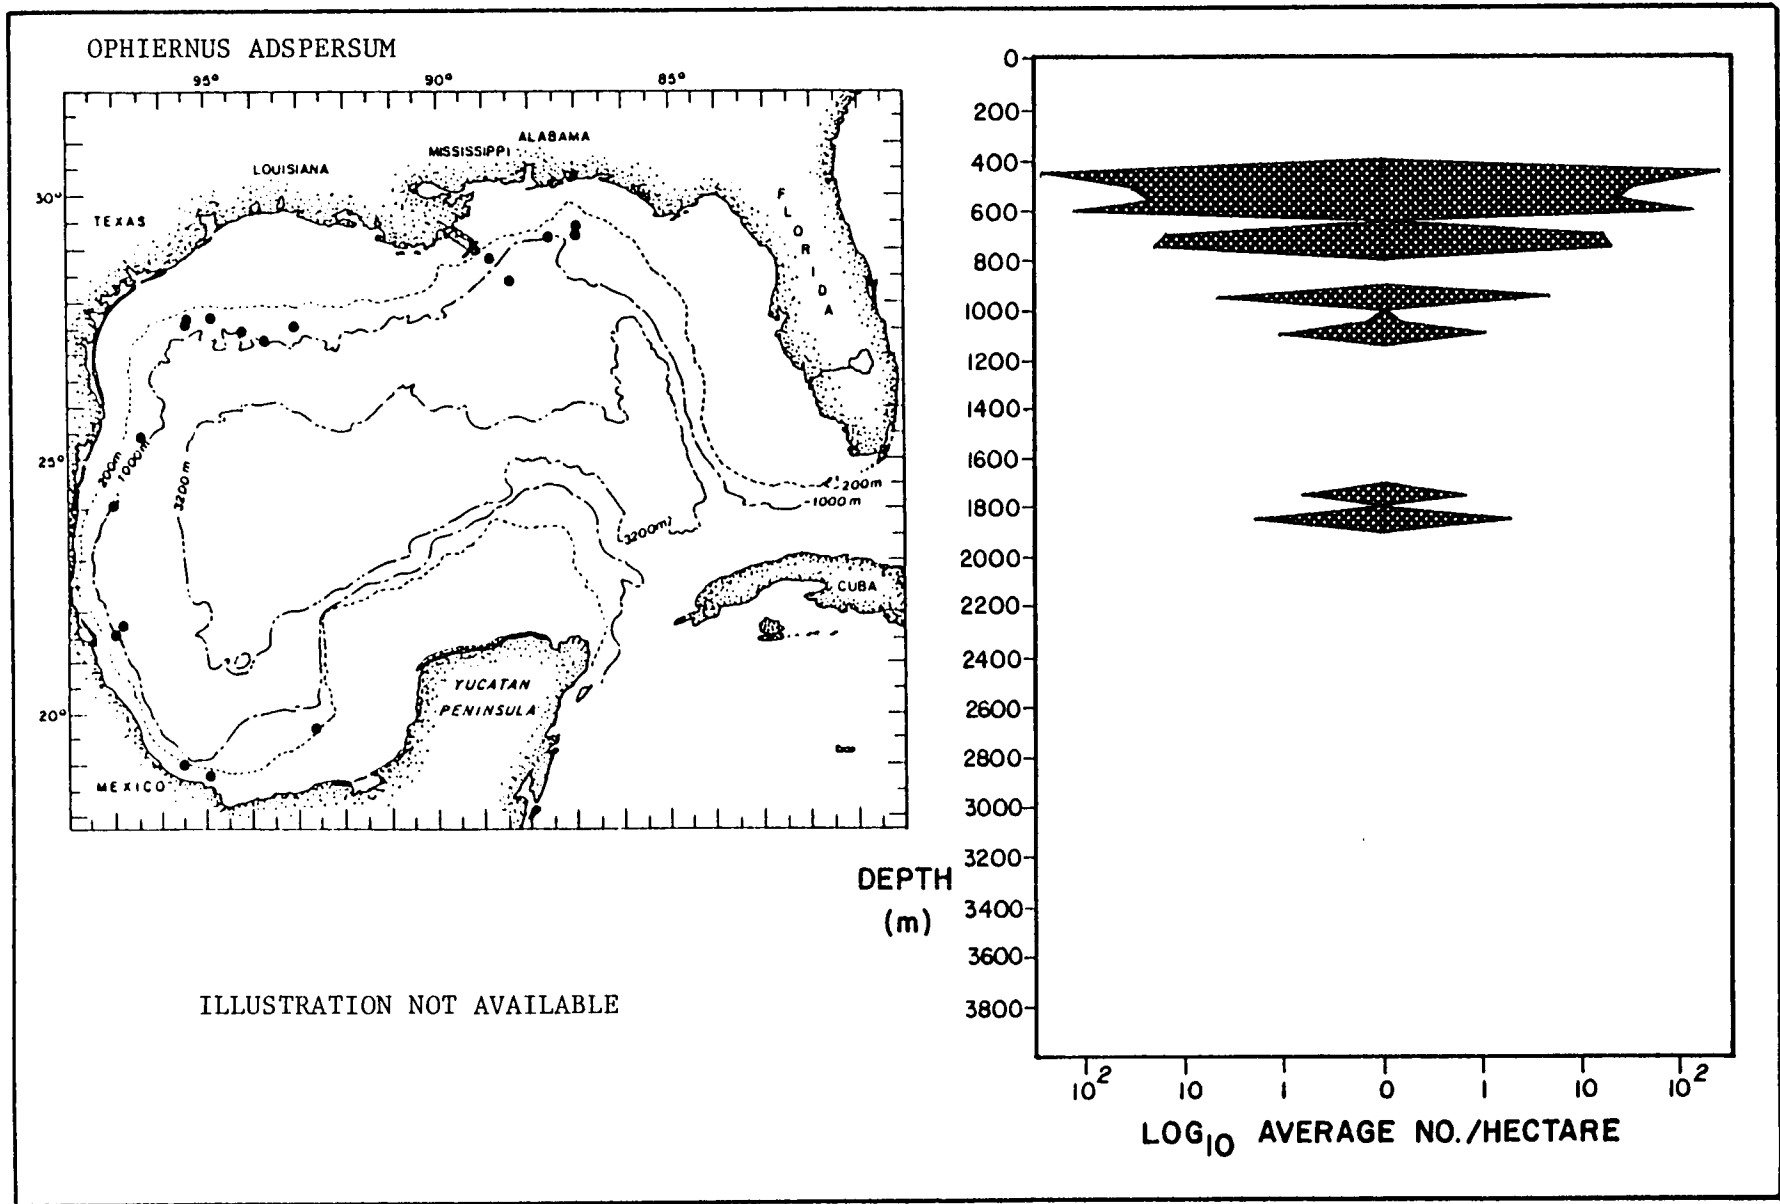 OPHIERNUS ADSPERSUM
95° 90° 85°
ALABAMA
MISSISSIPPI
LOUISIANA
30°
TEXAS
FLORIDA
25°
200m
1000m
3200m
200m
1000m
3200m
CUBA
YUCATAN
PENINSULA
20°
MEXICO
ILLUSTRATION NOT AVAILABLE
0
200
400
600
800
1000
1200
1400
1600
1800
2000
2200
2400
2600
2800
3000
3200
3400
3600
3800
DEPTH
(m)
10² 10 1 0 1 10 10²
LOG₁₀ AVERAGE NO./HECTARE